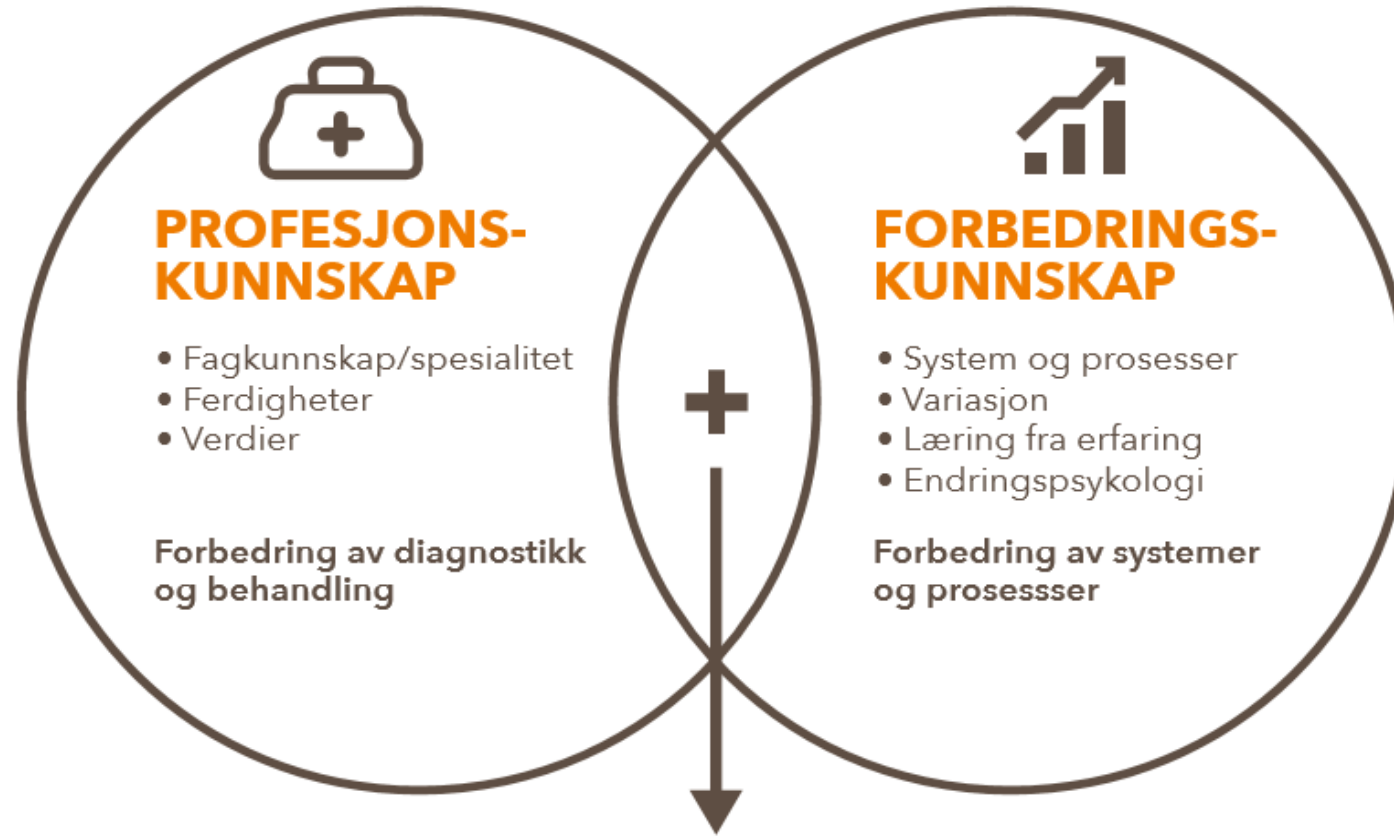 PROFESJONS-
KUNNSKAP
• Fagkunnskap/spesialitet
• Ferdigheter
• Verdier
Forbedring av diagnostikk
og behandling
+
FORBEDRINGS-
KUNNSKAP
• System og prosesser
• Variasjon
• Læring fra erfaring
• Endringspsykologi
Forbedring av systemer
og prosessser